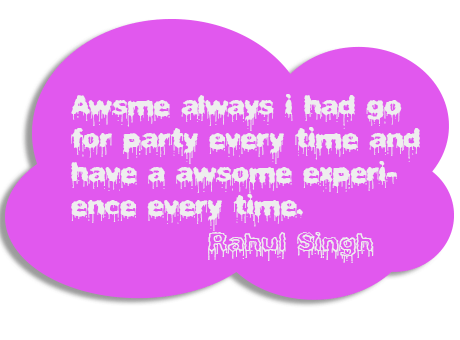 Awsme always i had go
for party every time and
have a awsome experi-
ence every time.
Rahul Singh